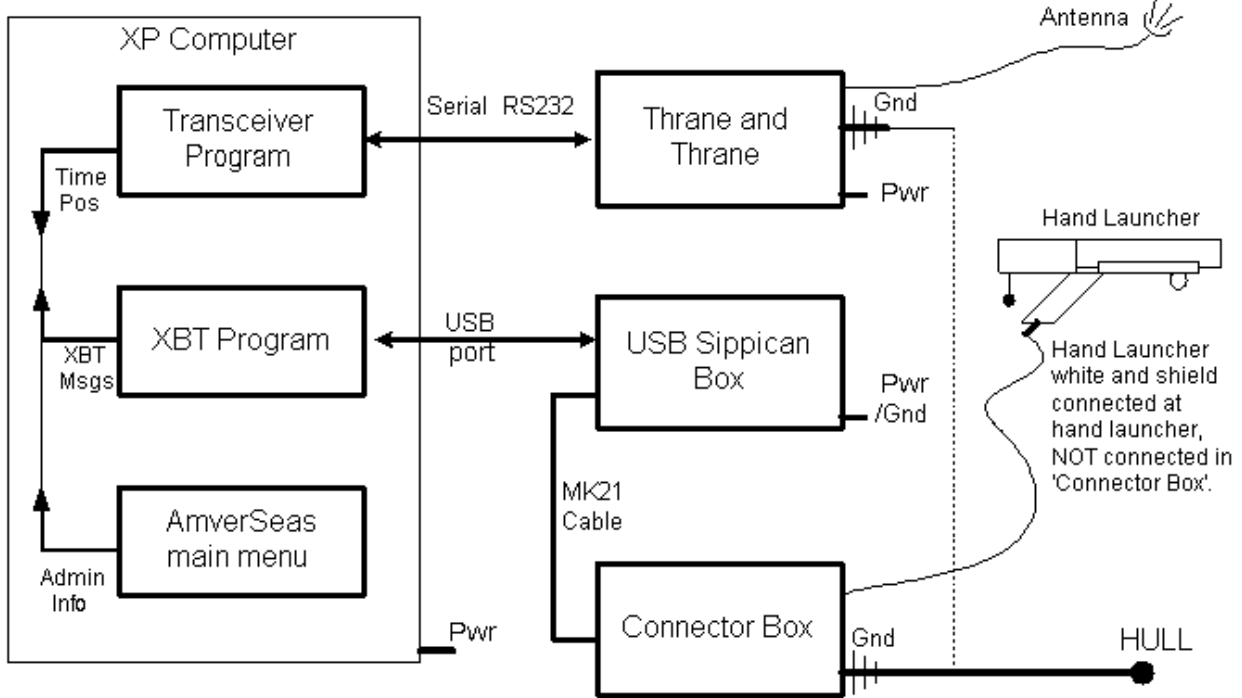 XP Computer
Transceiver
Program
Time
Pos
XBT Program
XBT
Msgs
AmverSeas
main menu
Admin
Info
Pwr
Serial RS232
USB
port
MK21
Cable
Thrane and
Thrane
Gnd
Pwr
Antenna
USB Sippican
Box
Pwr
/Gnd
Connector Box
Gnd
HULL
Hand Launcher
Hand Launcher
white and shield
connected at
hand launcher,
NOT connected in
'Connector Box'.